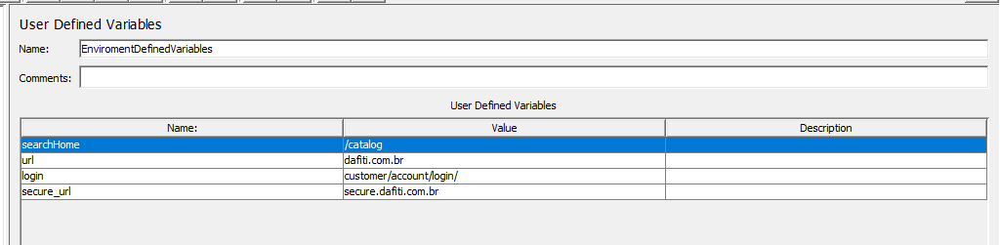 User Defined Variables
Name: EnviromentDefinedVariables
Comments:
User Defined Variables
Name: Value Description
searchHome /catalog
url dafiti.com.br
login customer/account/login/
secure_url secure.dafiti.com.br